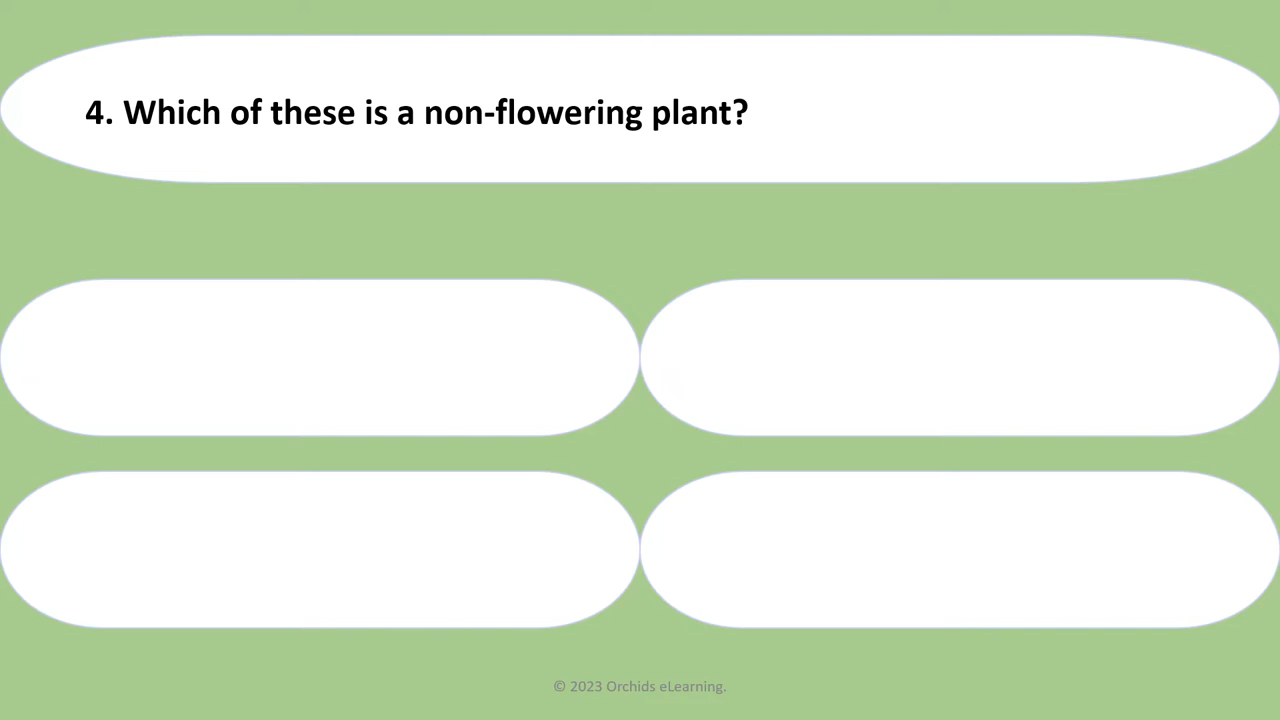 4. Which of these is a non-flowering plant?
© 2023 Orchids eLearning.